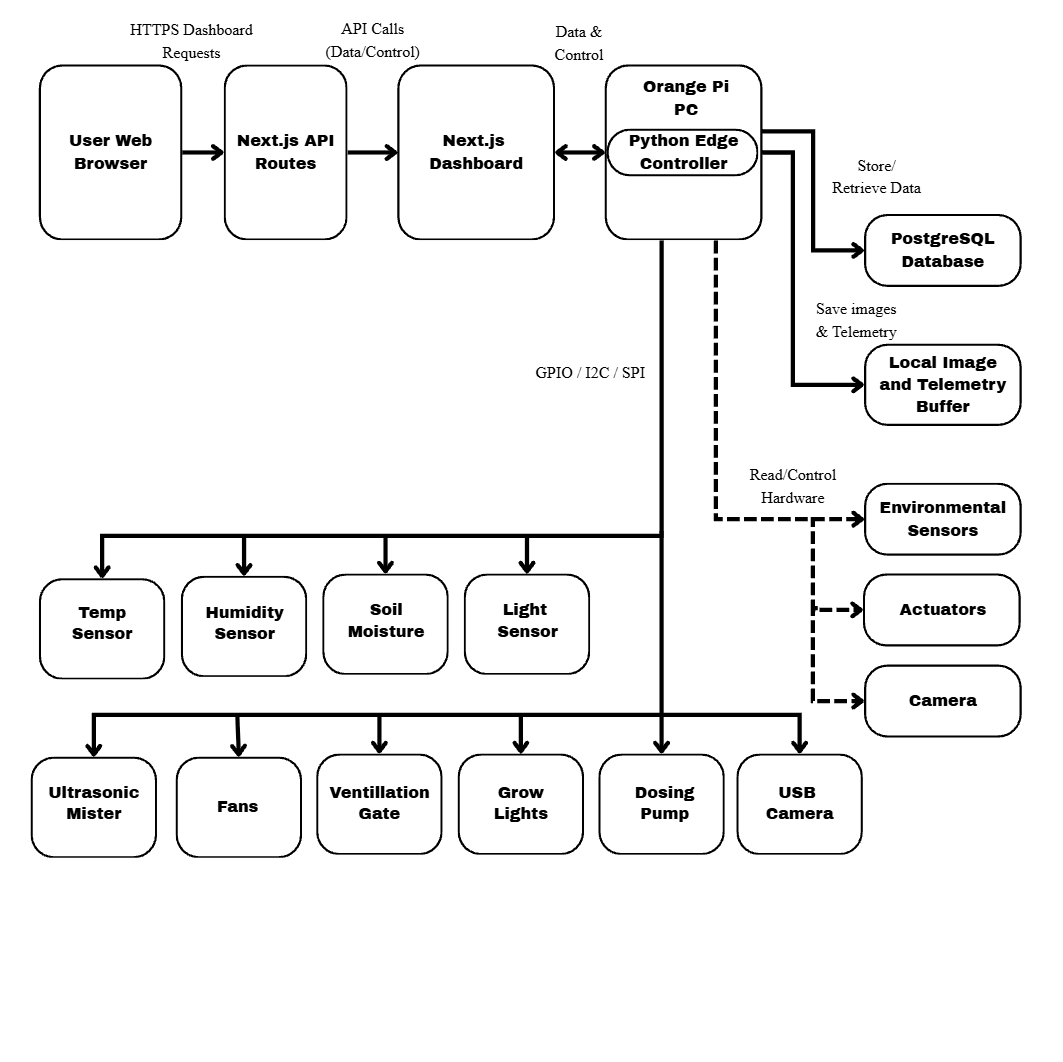 HTTPS Dashboard
Requests
API Calls
(Data/Control)
Data &
Control
User Web
Browser
Next.js API
Routes
Next.js
Dashboard
Orange Pi
PC
Python Edge
Controller
Store/
Retrieve Data
PostgreSQL
Database
Save images
& Telemetry
Local Image
and Telemetry
Buffer
GPIO / I2C / SPI
Read/Control
Hardware
Environmental
Sensors
Actuators
Camera
Temp
Sensor
Humidity
Sensor
Soil
Moisture
Light
Sensor
Ultrasonic
Mister
Fans
Ventillation
Gate
Grow
Lights
Dosing
Pump
USB
Camera